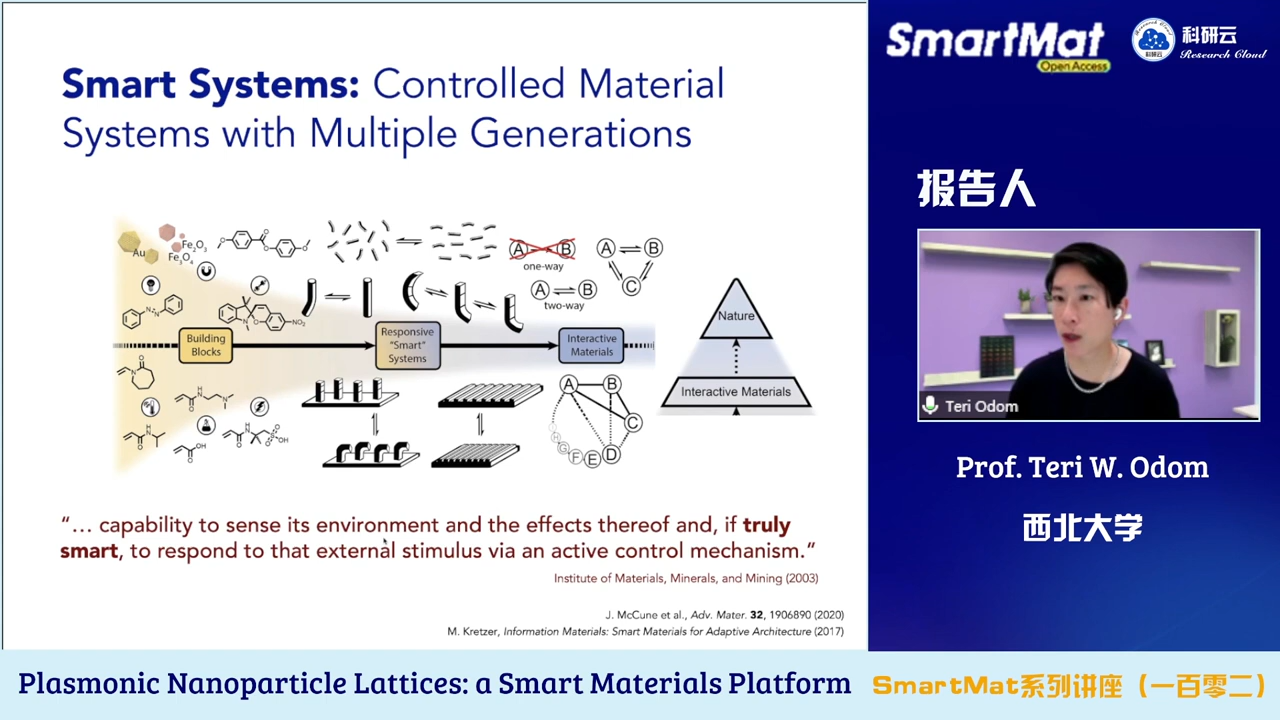 Smart Systems: Controlled Material
Systems with Multiple Generations
Au
Fe₂O₃
Fe₃O₄
NO₂
one-way
two-way
A
B
A
B
A
B
C
Building
Blocks
Responsive
"Smart"
Systems
Interactive
Materials
Nature
Interactive Materials
OH
OH
A
B
C
D
E
F
G
H
"... capability to sense its environment and the effects thereof and, if truly
smart, to respond to that external stimulus via an active control mechanism."
Institute of Materials, Minerals, and Mining (2003)
J. McCune et al., Adv. Mater. 32, 1906890 (2020)
M. Kretzer, Information Materials: Smart Materials for Adaptive Architecture (2017)
SmartMat
Open Access
科研云
Research Cloud
报告人
Teri Odom
Prof. Teri W. Odom
西北大学
Plasmonic Nanoparticle Lattices: a Smart Materials Platform
SmartMat系列讲座（一百零二）